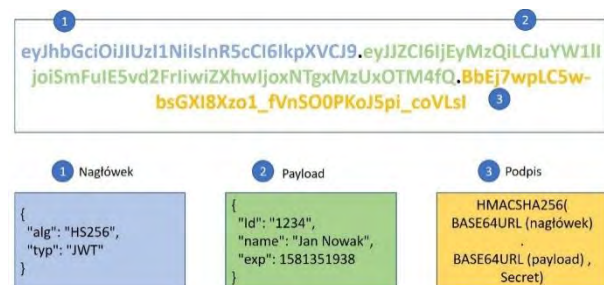 1
2
eyJhbGciOiJIUzI1NiIsInR5cCI6IkpXVCJ9.eyJJZCI6IjEyMzQiLCJuYW1lI
joiSmFuIE5vd2FrIiwiZXhwIjoxNTgxMzUxOTM4fQ.BbEj7wpLC5w-
bsGXI8Xzo1_fVnSO0PKoJ5pi_coVLsI
3
1 Nagłówek
2 Payload
3 Podpis
{
"alg": "HS256",
"typ": "JWT"
}
{
"Id": "1234",
"name": "Jan Nowak",
"exp": 1581351938
}
HMACSHA256(
BASE64URL (nagłówek)
.
BASE64URL (payload) ,
Secret)